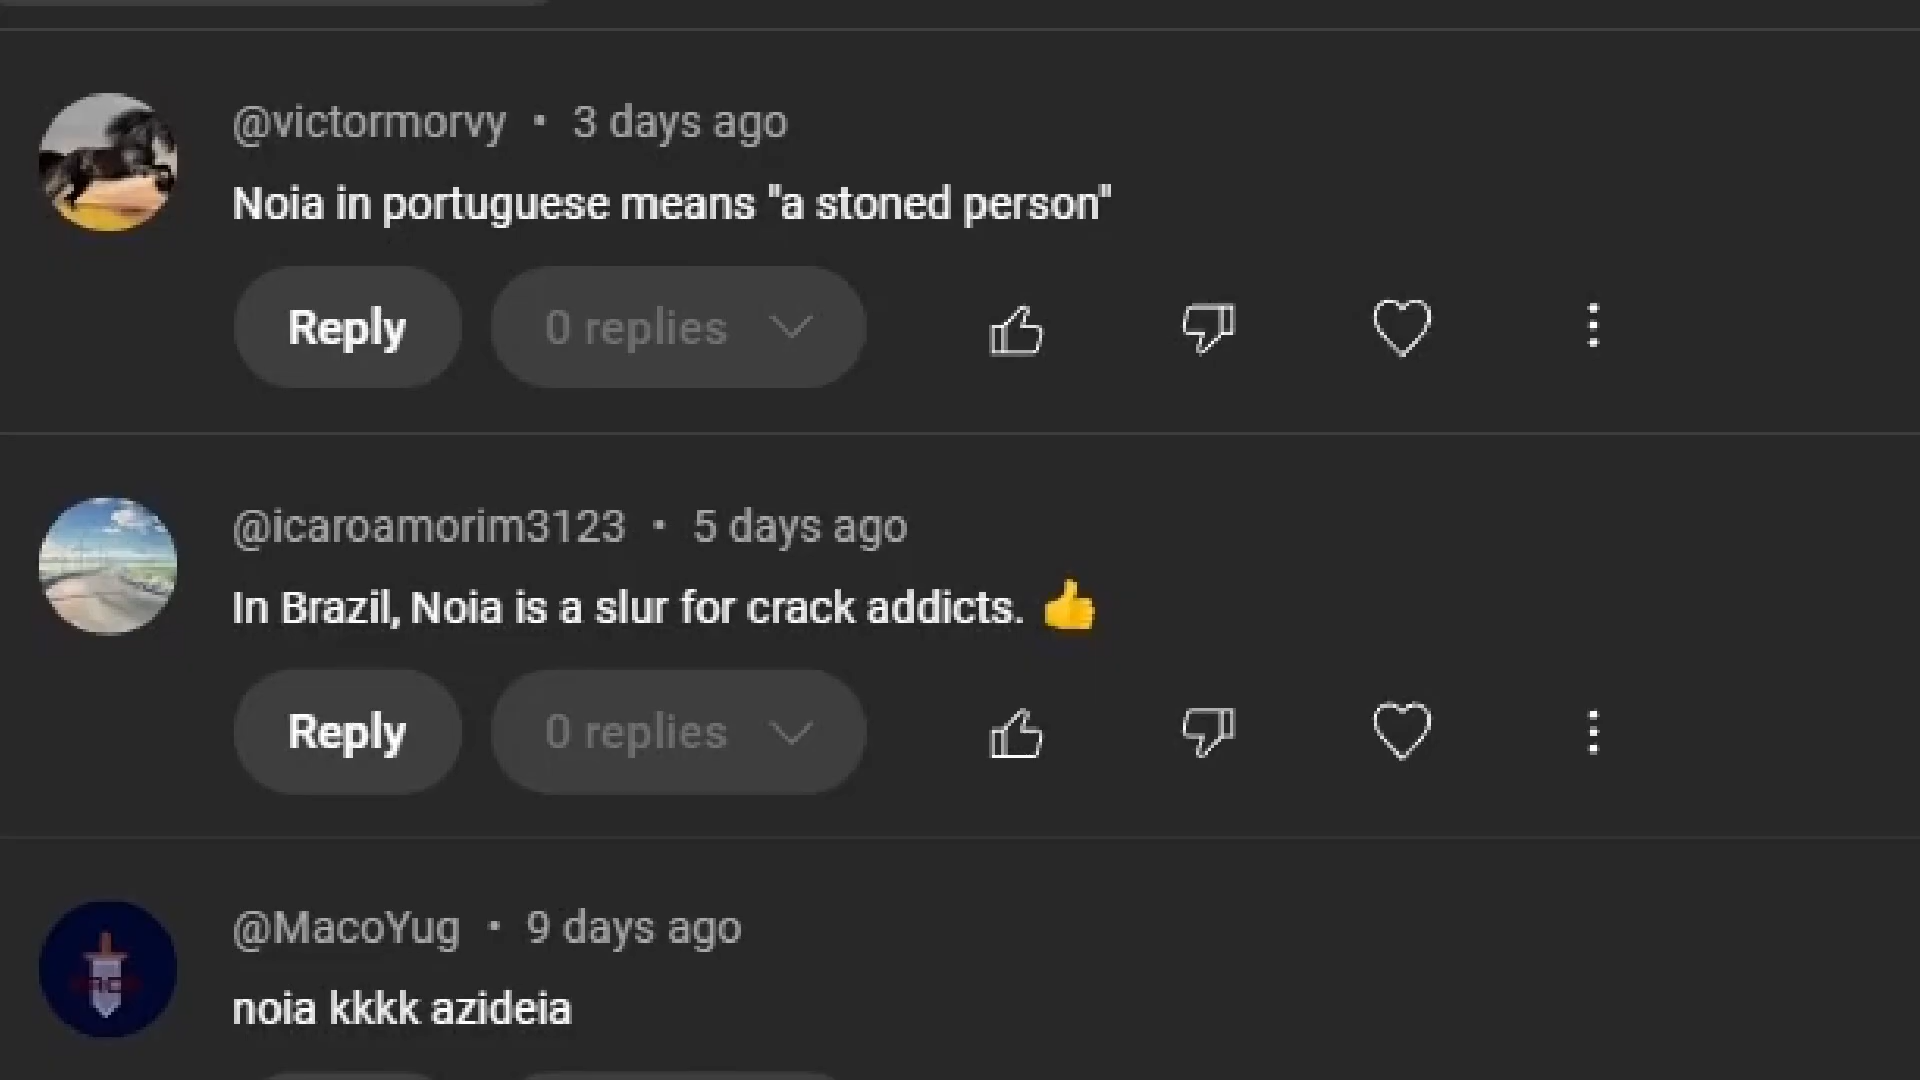 @victormorvy • 3 days ago
Noia in portuguese means "a stoned person"
Reply 0 replies
@icaroamorim3123 • 5 days ago
In Brazil, Noia is a slur for crack addicts. 👍
Reply 0 replies
@MacoYug • 9 days ago
noia kkkk azideia